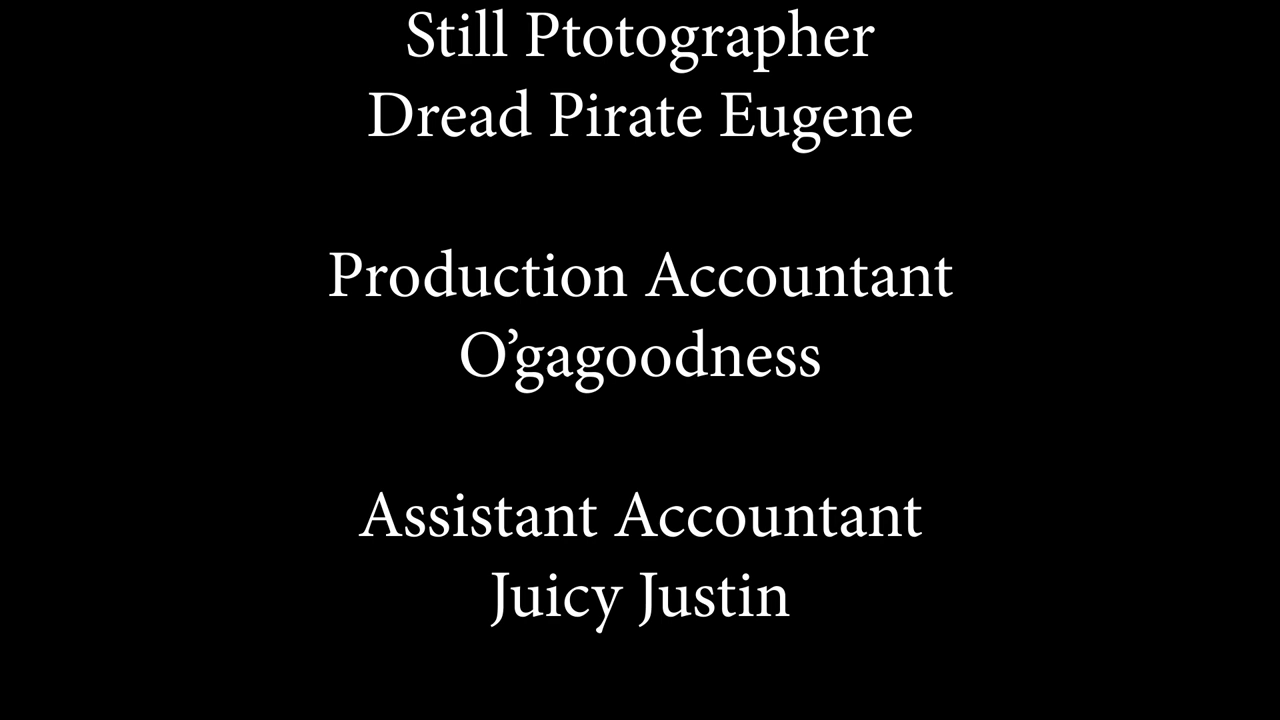 Still Ptotographer
Dread Pirate Eugene
Production Accountant
O’gagoodness
Assistant Accountant
Juicy Justin